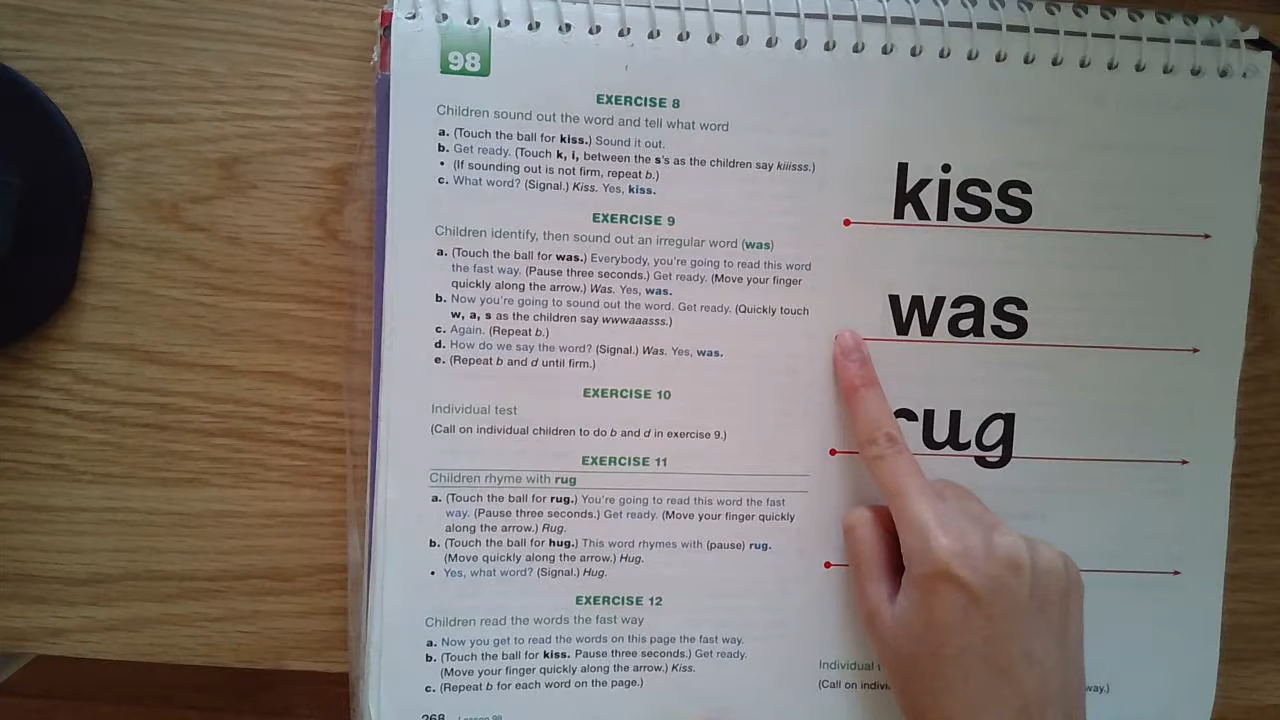 98
EXERCISE 8
Children sound out the word and tell what word
a. (Touch the ball for kiss.) Sound it out.
b. Get ready. (Touch k, i, between the s's as the children say kiiisss.)
• (If sounding out is not firm, repeat b.)
c. What word? (Signal.) Kiss. Yes, kiss.
EXERCISE 9
Children identify, then sound out an irregular word (was)
a. (Touch the ball for was.) Everybody, you're going to read this word
the fast way. (Pause three seconds.) Get ready. (Move your finger
quickly along the arrow.) Was. Yes, was.
b. Now you're going to sound out the word. Get ready. (Quickly touch
w, a, s as the children say wwwaaasss.)
c. Again. (Repeat b.)
d. How do we say the word? (Signal.) Was. Yes, was.
e. (Repeat b and d until firm.)
EXERCISE 10
Individual test
(Call on individual children to do b and d in exercise 9.)
EXERCISE 11
Children rhyme with rug
a. (Touch the ball for rug.) You're going to read this word the fast
way. (Pause three seconds.) Get ready. (Move your finger quickly
along the arrow.) Rug.
b. (Touch the ball for hug.) This word rhymes with (pause) rug.
(Move quickly along the arrow.) Hug.
• Yes, what word? (Signal.) Hug.
EXERCISE 12
Children read the words the fast way
a. Now you get to read the words on this page the fast way.
b. (Touch the ball for kiss. Pause three seconds.) Get ready.
(Move your finger quickly along the arrow.) Kiss.
c. (Repeat b for each word on the page.)
268 Lesson 98
kiss
was
rug
Individual
(Call on way.)